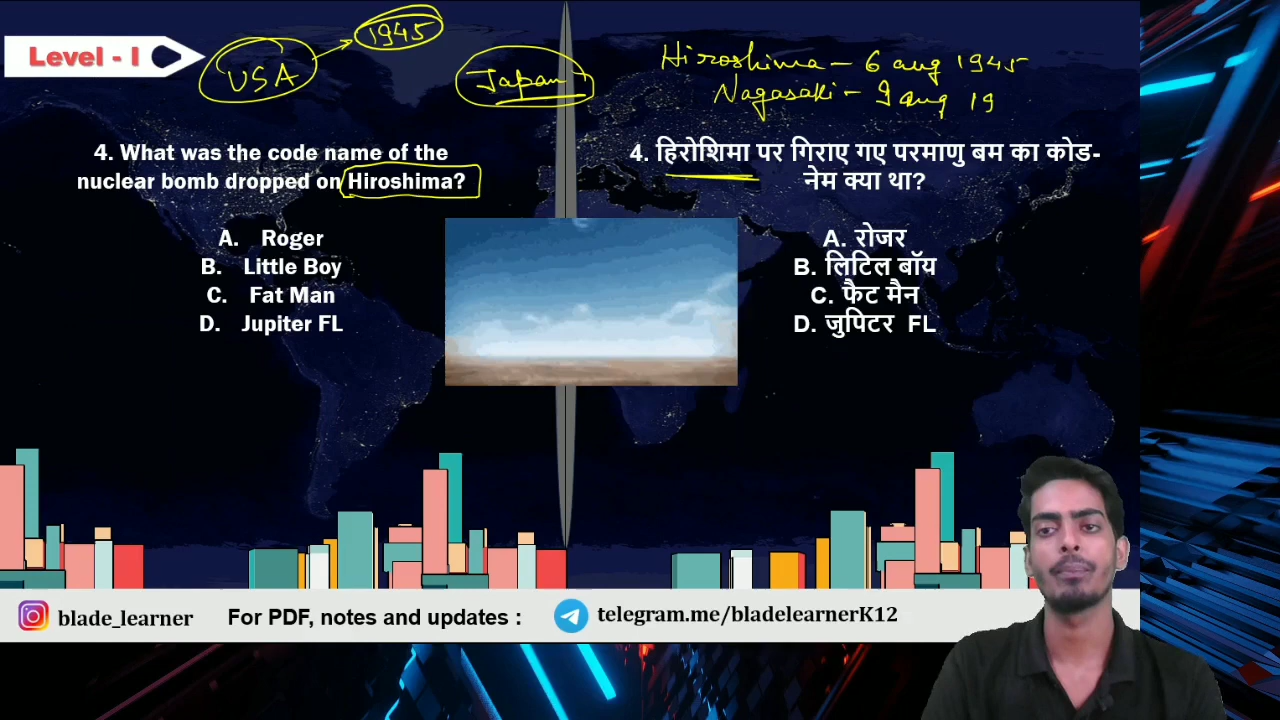 Level - I
USA
1945
Japan
Hiroshima - 6 aug 1945
Nagasaki - 9 aug 19
4. What was the code name of the
nuclear bomb dropped on Hiroshima?
A. Roger
B. Little Boy
C. Fat Man
D. Jupiter FL
4. हिरोशिमा पर गिराए गए परमाणु बम का कोड-
नेम क्या था?
A. रोजर
B. लिटिल बॉय
C. फैट मैन
D. जुपिटर FL
blade_learner
For PDF, notes and updates :
telegram.me/bladelearnerK12